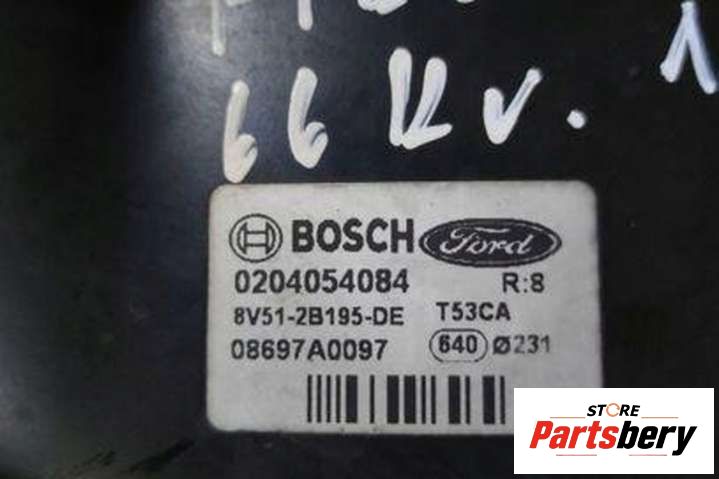 66 kv. 1
BOSCH Ford
0204054084 R:8
8V51-2B195-DE T53CA
08697A0097 640 Ø231
STORE
Partsbery